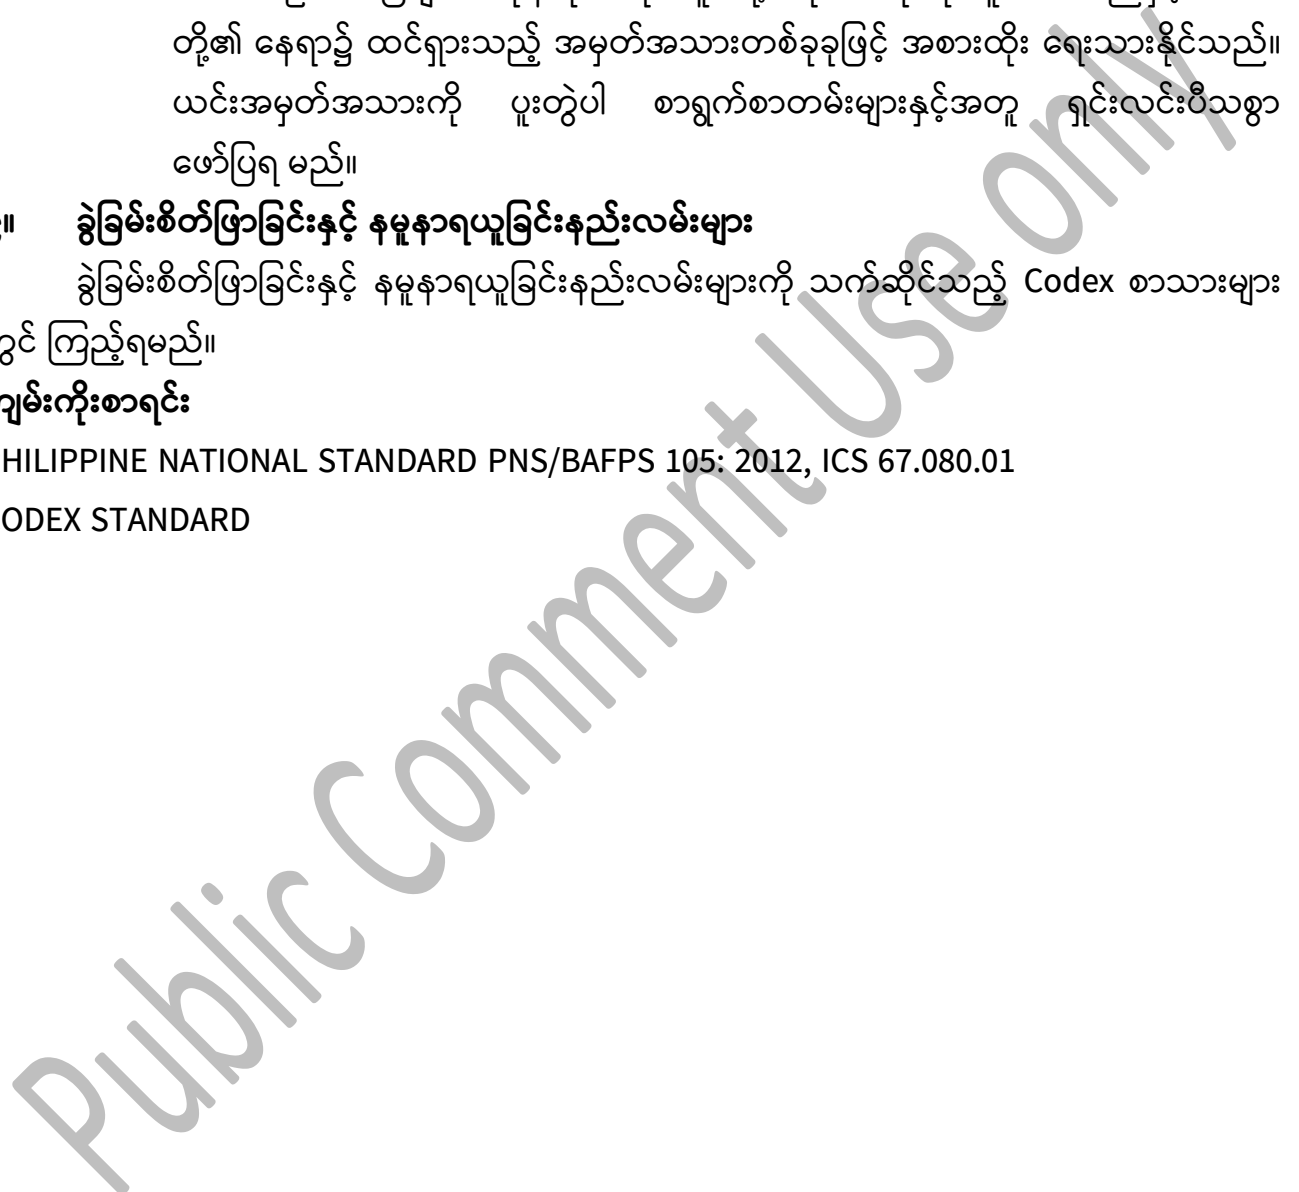 တို့၏ နေရာ၌ ထင်ရှားသည့် အမှတ်အသားတစ်ခုခုဖြင့် အစားထိုး ရေးသားနိုင်သည်။
ယင်းအမှတ်အသားကို ပူးတွဲပါ စာရွက်စာတမ်းများနှင့်အတူ ရှင်းလင်းပီသစွာ
ဖော်ပြရ မည်။
ခွဲခြမ်းစိတ်ဖြာခြင်းနှင့် နမူနာရယူခြင်းနည်းလမ်းများ
ခွဲခြမ်းစိတ်ဖြာခြင်းနှင့် နမူနာရယူခြင်းနည်းလမ်းများကို သက်ဆိုင်သည့် Codex စာသားများ
တွင် ကြည့်ရမည်။
ကျမ်းကိုးစာရင်း
HILIPPINE NATIONAL STANDARD PNS/BAFPS 105: 2012, ICS 67.080.01
ODEX STANDARD
Public Comment Use only